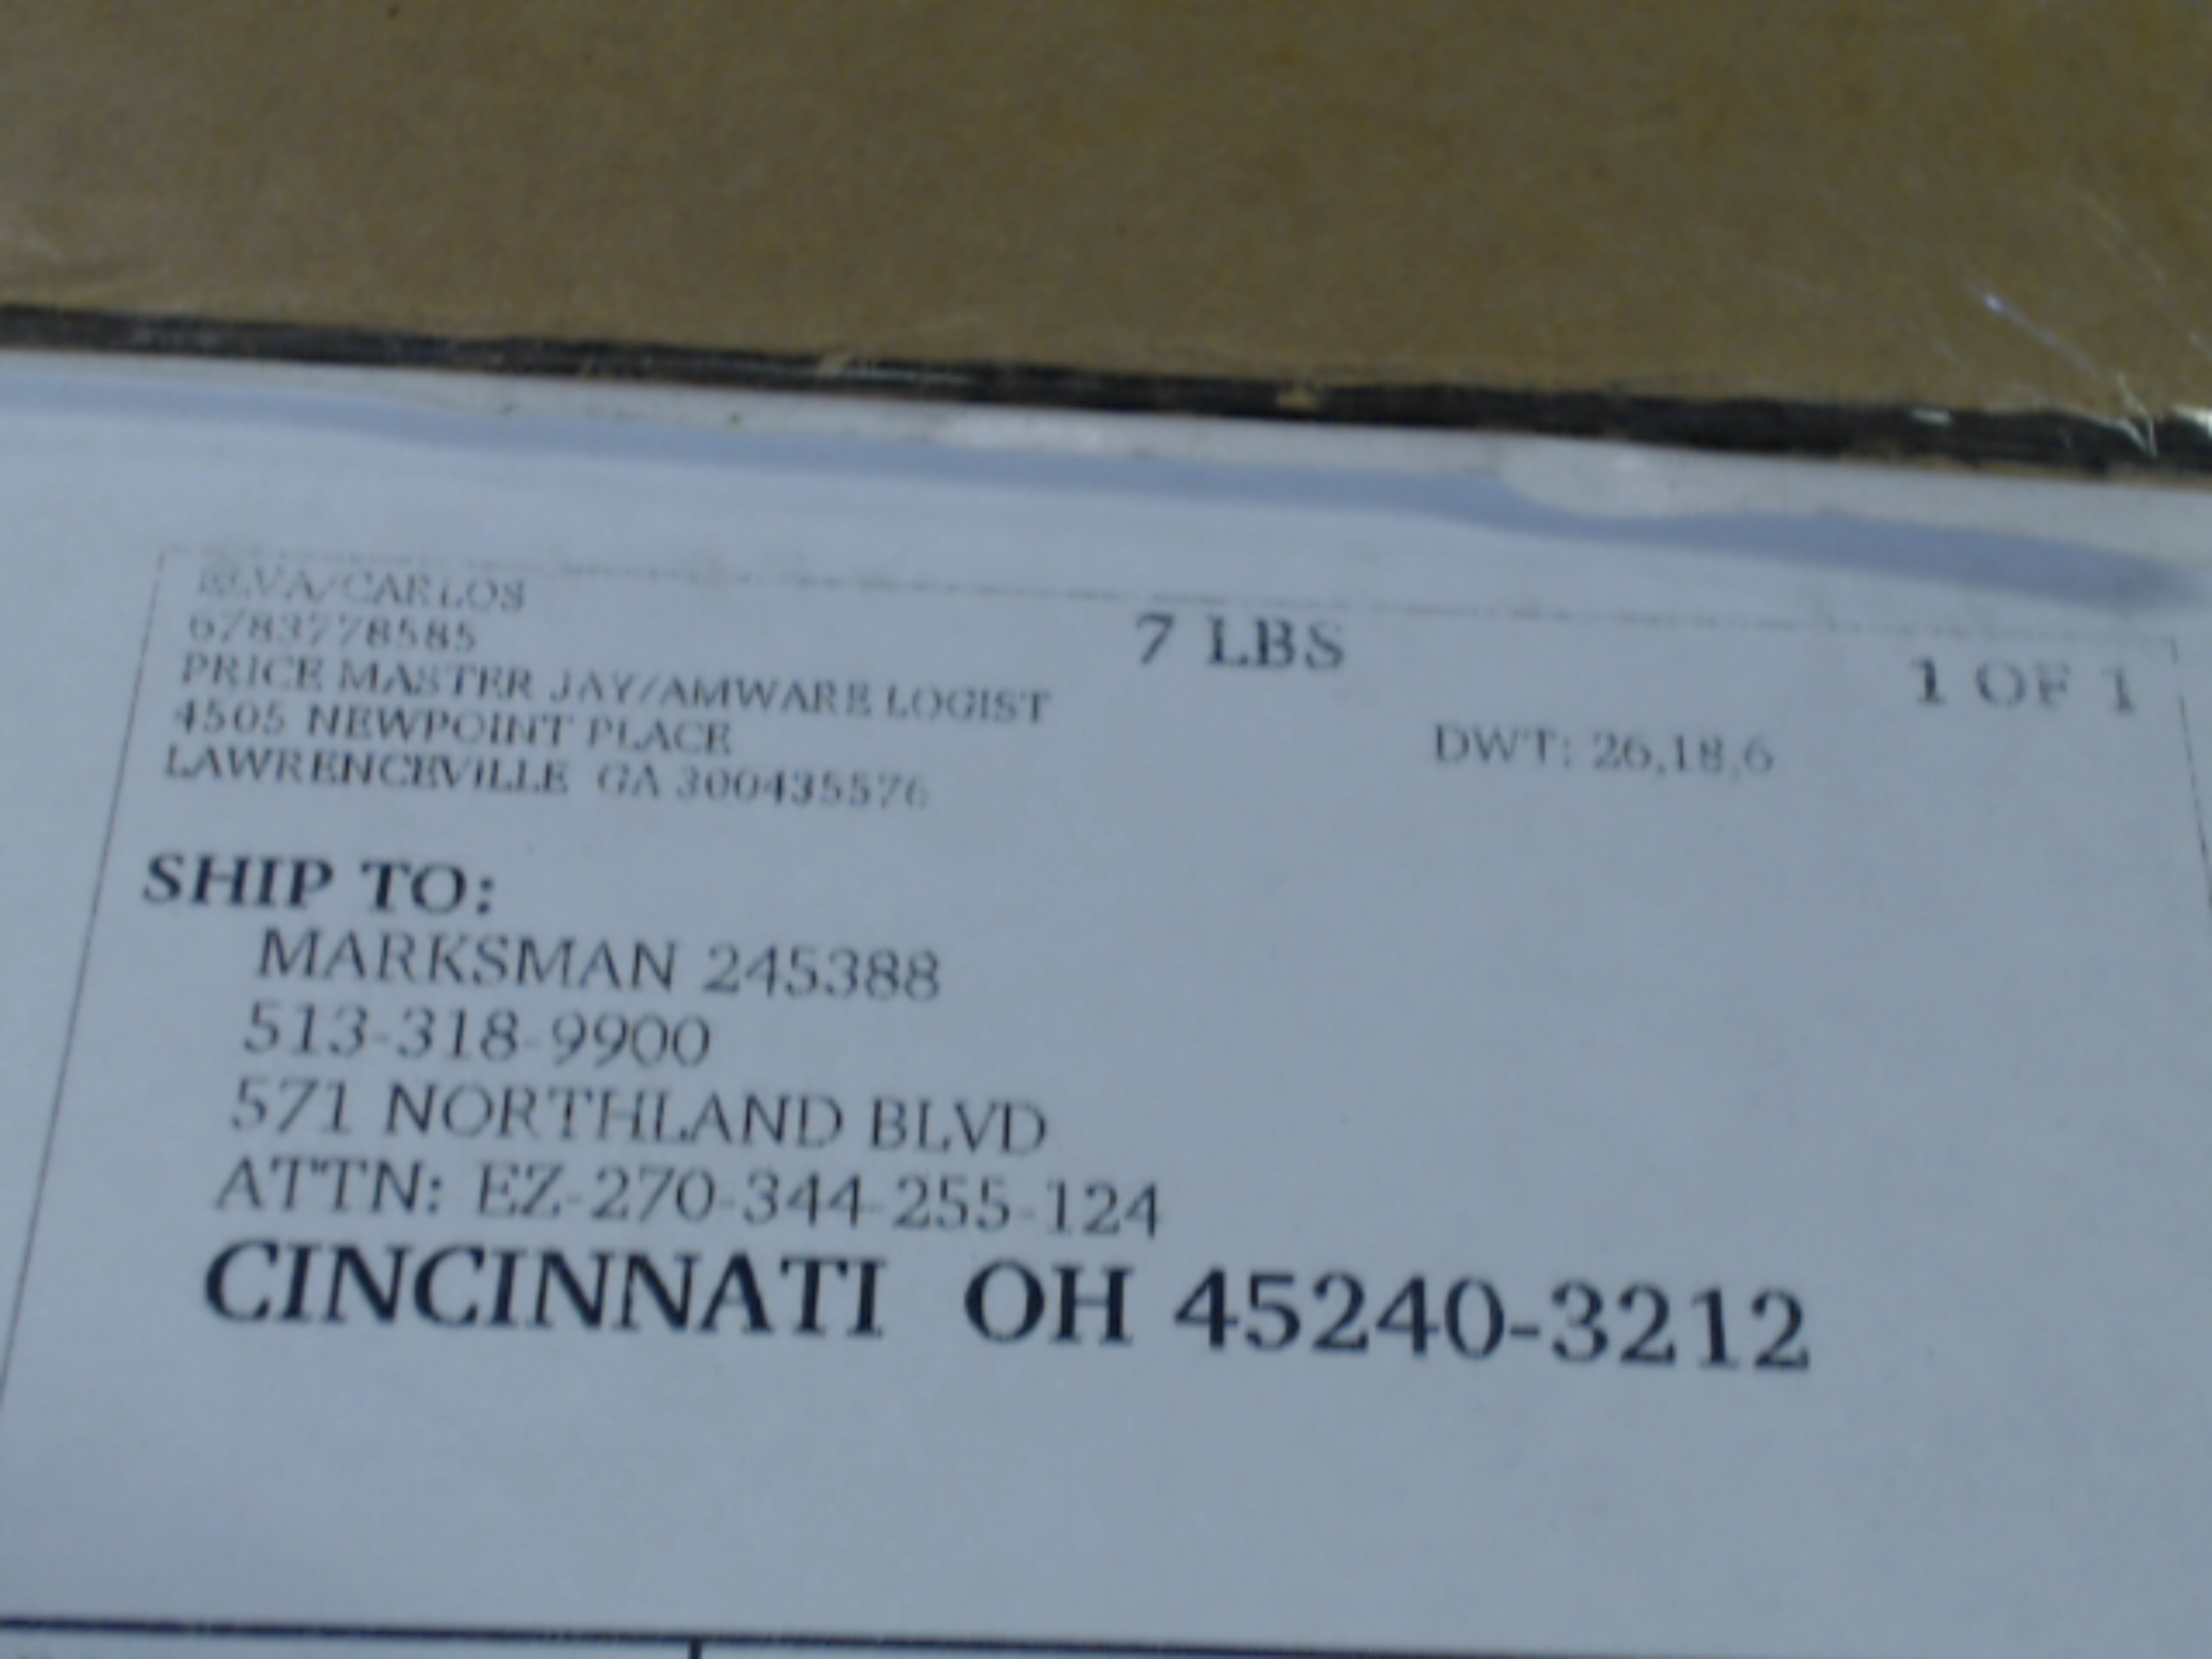 ELVA/CARLOS
6783778585
PRICE MASTER JAY/AMWARE LOGIST
4505 NEWPOINT PLACE
LAWRENCEVILLE GA 300435576
7 LBS
1 OF 1
DWT: 26,18,6
SHIP TO:
MARKSMAN 245388
513-318-9900
571 NORTHLAND BLVD
ATTN: EZ-270-344-255-124
CINCINNATI OH 45240-3212